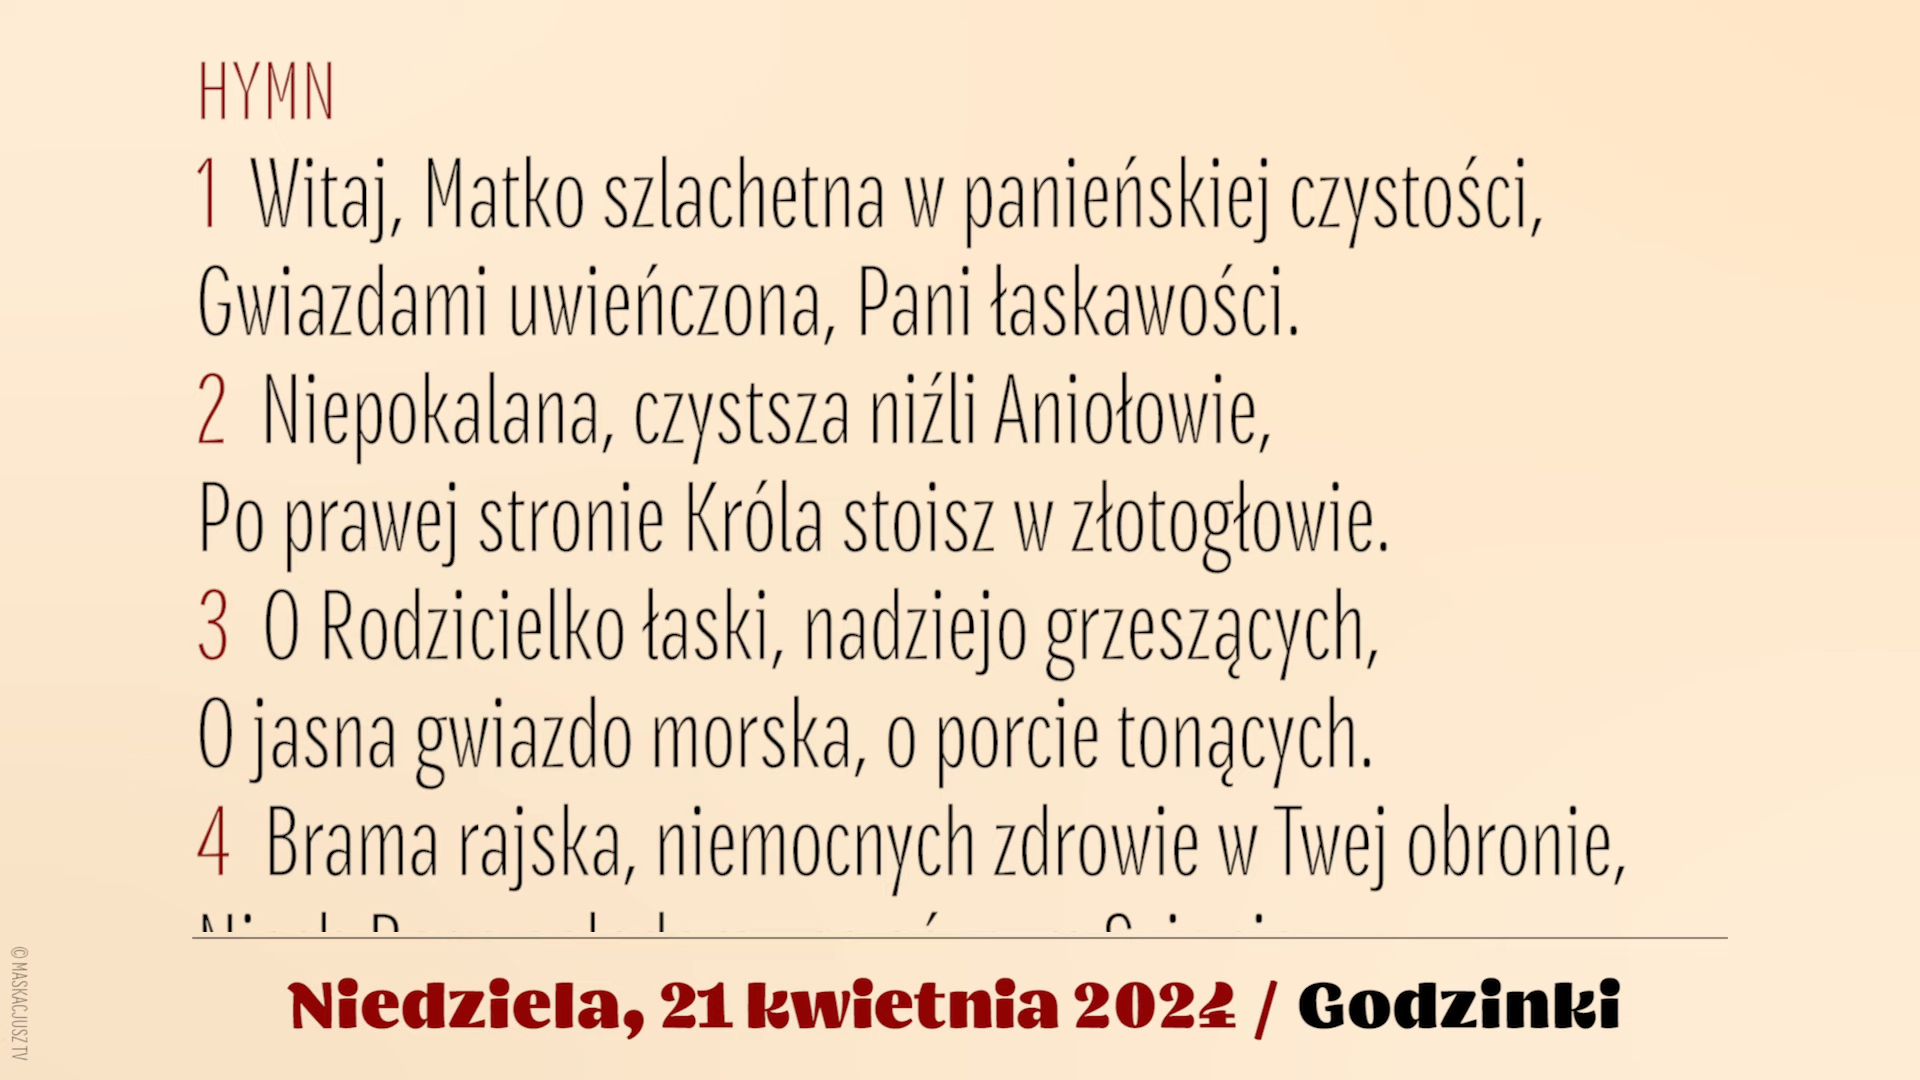 HYMN
1 Witaj, Matko szlachetna w panieńskiej czystości,
Gwiazdami uwieńczona, Pani łaskawości.
2 Niepokalana, czystsza niźli Aniołowie,
Po prawej stronie Króla stoisz w złotogłowie.
3 O Rodzicielko łaski, nadziejo grzeszących,
O jasna gwiazdo morska, o porcie tonących.
4 Brama rajska, niemocnych zdrowie w Twej obronie,
Niedziela, 21 kwietnia 2024 / Godzinki
© MASKACJUSZ TV